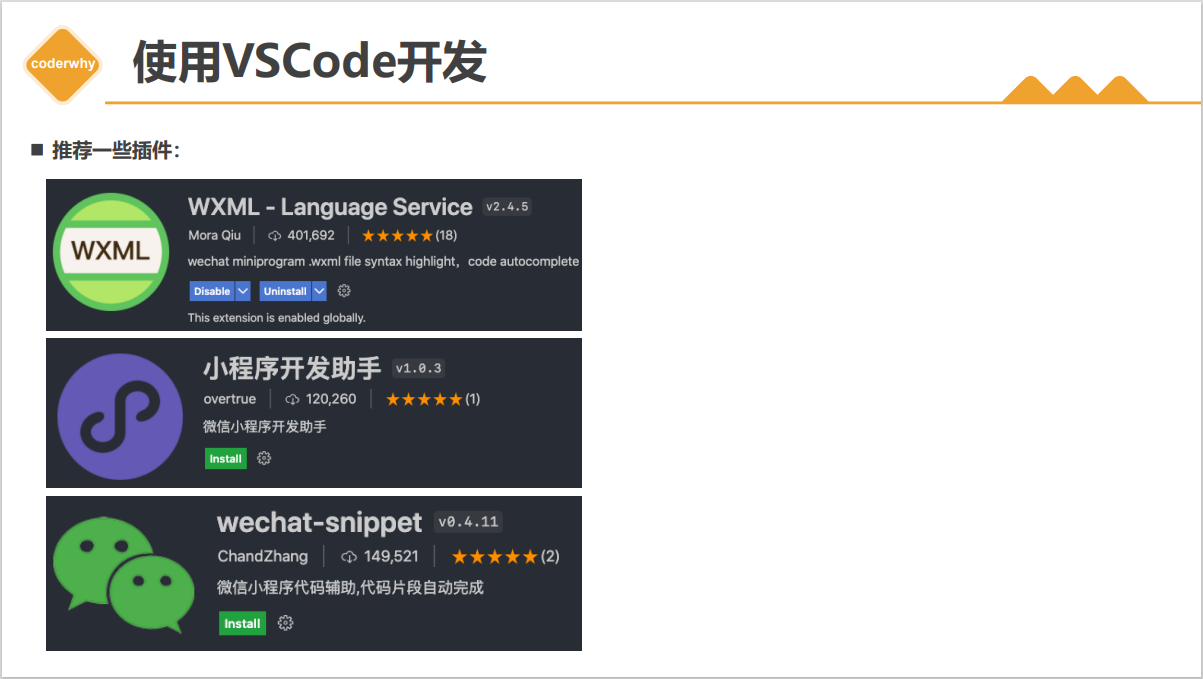 coderwhy
使用VSCode开发
■ 推荐一些插件：
WXML
WXML - Language Service v2.4.5
Mora Qiu 401,692 ★★★★★(18)
wechat miniprogram .wxml file syntax highlight，code autocomplete
Disable Uninstall
This extension is enabled globally.
小程序开发助手 v1.0.3
overtrue 120,260 ★★★★★(1)
微信小程序开发助手
Install
wechat-snippet v0.4.11
ChandZhang 149,521 ★★★★★(2)
微信小程序代码辅助,代码片段自动完成
Install